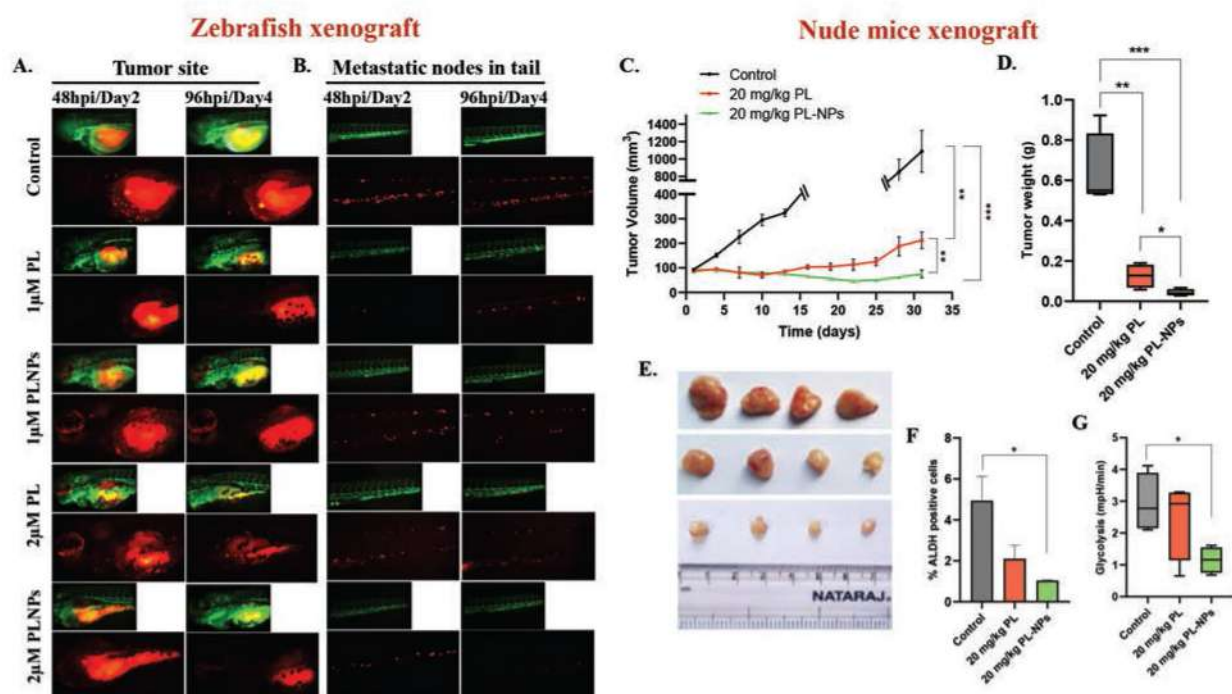 Zebrafish xenograft
Nude mice xenograft
A.
Tumor site
48hpi/Day2 96hpi/Day4
B.
Metastatic nodes in tail
48hpi/Day2 96hpi/Day4
Control
1μM PL
1μM PLNPs
2μM PL
2μM PLNPs
C.
Control
20 mg/kg PL
20 mg/kg PL-NPs
Tumor Volume (mm³)
1400
1200
1000
800
400
300
200
100
0
0 5 10 15 20 25 30 35
Time (days)
**
**
***
D.
***
**
*
Tumor weight (g)
1.0
0.8
0.6
0.4
0.2
0.0
Control
20 mg/kg PL
20 mg/kg PL-NPs
E.
NATARAJ
F
*
% ALDH positive cells
8
6
4
2
0
Control
20 mg/kg PL
20 mg/kg PL-NPs
G
*
Glycolysis (mpH/min)
5
4
3
2
1
0
Control
20 mg/kg PL
20 mg/kg PL-NPs